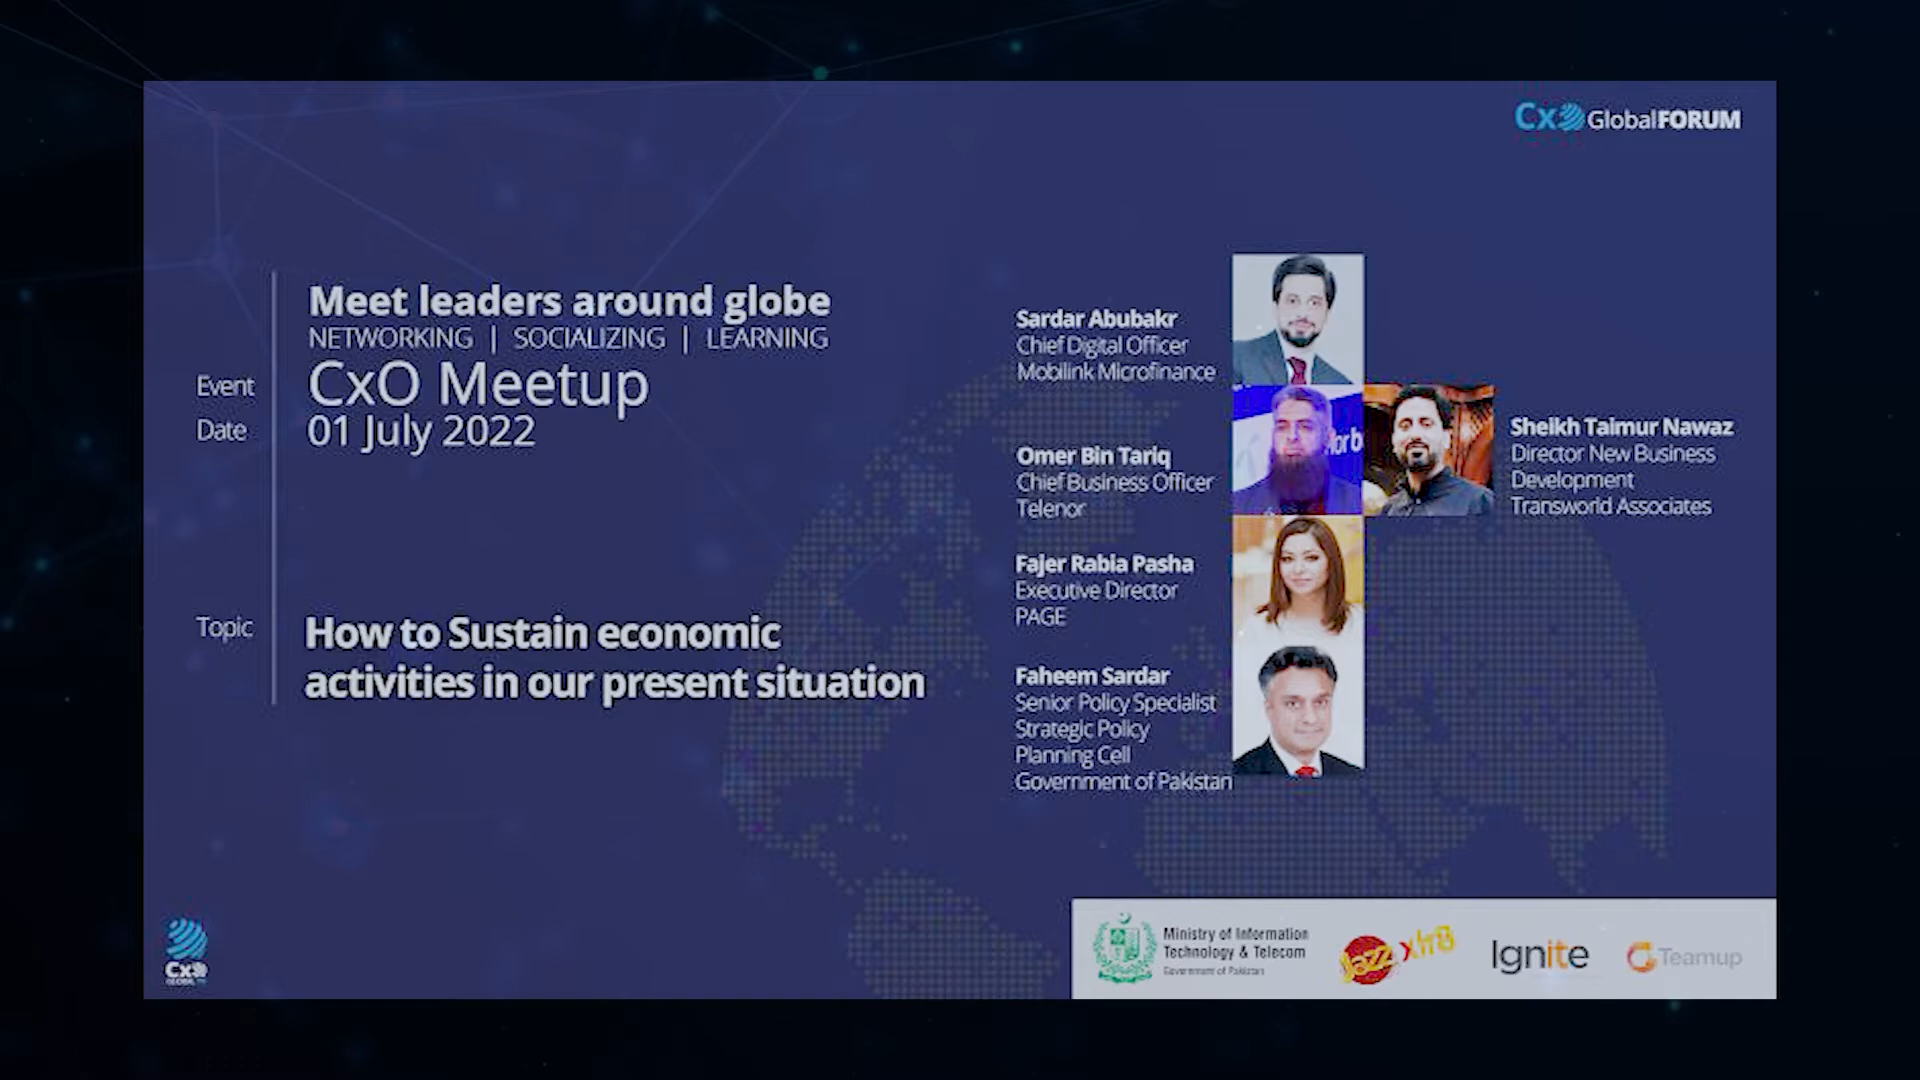 Cx GlobalFORUM
Meet leaders around globe
NETWORKING | SOCIALIZING | LEARNING
Event
CxO Meetup
Date
01 July 2022
Topic
How to Sustain economic
activities in our present situation
Sardar Abubakr
Chief Digital Officer
Mobilink Microfinance
Omer Bin Tariq
Chief Business Officer
Telenor
Sheikh Taimur Nawaz
Director New Business
Development
Transworld Associates
Fajer Rabia Pasha
Executive Director
PAGE
Faheem Sardar
Senior Policy Specialist
Strategic Policy
Planning Cell
Government of Pakistan
Cx
GLOBAL
Ministry of Information
Technology & Telecom
Government of Pakistan
Jazz xlr8
Ignite
Teamup